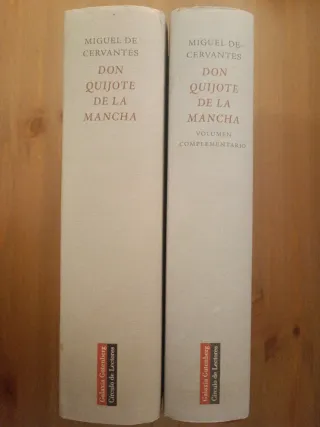 MIGUEL DE
CERVANTES
DON
QUIJOTE
DE LA
MANCHA
Galaxia Gutenberg
Círculo de Lectores
MIGUEL DE
CERVANTES
DON
QUIJOTE
DE LA
MANCHA
VOLUMEN
COMPLEMENTARIO
Galaxia Gutenberg
Círculo de Lectores